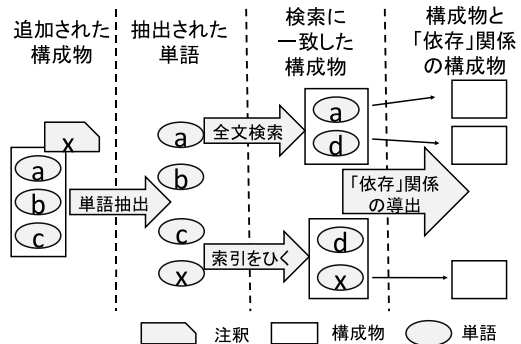 追加された
構成物
抽出された
単語
検索に
一致した
構成物
構成物と
「依存」関係
の構成物
x
a
b
c
単語抽出
a
b
c
x
全文検索
索引をひく
a
d
d
x
「依存」関係
の導出
注釈
構成物
単語